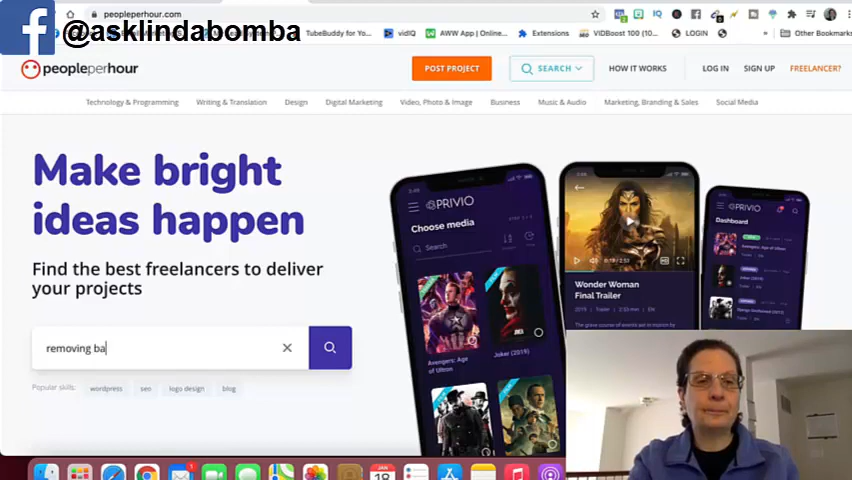 peopleperhour.com
@asklindabomba
TubeBuddy for Y...
vidIQ
AWW App | Online...
Extensions
VIDBoost 100 (10...
LOGIN
Other Bookmarks
peopleperhour
POST PROJECT
SEARCH
HOW IT WORKS
LOG IN
SIGN UP
FREELANCER?
Technology & Programming
Writing & Translation
Design
Digital Marketing
Video, Photo & Image
Business
Music & Audio
Marketing, Branding & Sales
Social Media
Make bright
ideas happen
Find the best freelancers to deliver
your projects
removing ba
Popular skills:
wordpress
seo
logo design
blog
PRIVIO
Choose media
Search
Avengers: Age
of Ultron
Joker (2019)
Wonder Woman
Final Trailer
PRIVIO
Dashboard
JAN
18